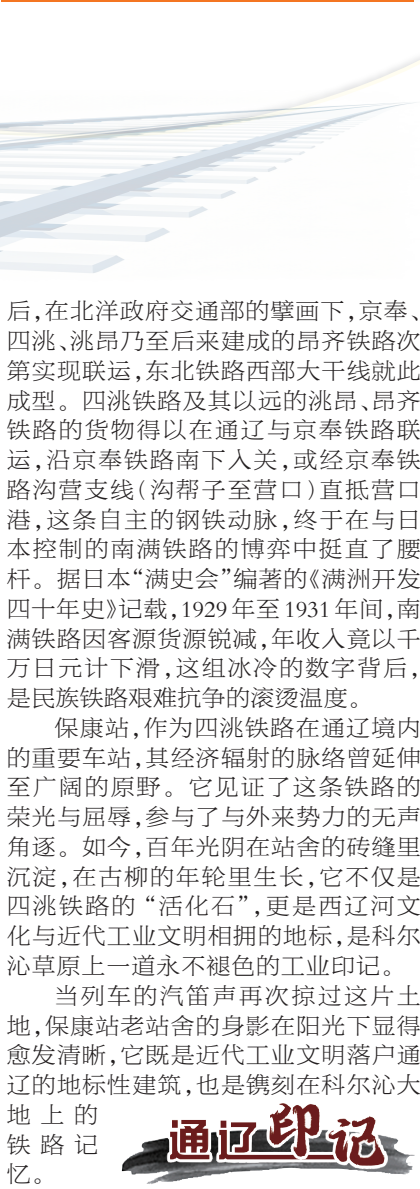 后，在北洋政府交通部的擘画下，京奉、
四洮、洮昂乃至后来建成的昂齐铁路次
第实现联运，东北铁路西部大干线就此
成型。四洮铁路及其以远的洮昂、昂齐
铁路的货物得以在通辽与京奉铁路联
运，沿京奉铁路南下入关，或经京奉铁
路沟营支线（沟帮子至营口）直抵营口
港，这条自主的钢铁动脉，终于在与日
本控制的南满铁路的博弈中挺直了腰
杆。据日本“满史会”编著的《满洲开发
四十年史》记载，1929年至1931年间，南
满铁路因客源货源锐减，年收入竟以千
万日元计下滑，这组冰冷的数字背后，
是民族铁路艰难抗争的滚烫温度。
保康站，作为四洮铁路在通辽境内
的重要车站，其经济辐射的脉络曾延伸
至广阔的原野。它见证了这条铁路的
荣光与屈辱，参与了与外来势力的无声
角逐。如今，百年光阴在站舍的砖缝里
沉淀，在古柳的年轮里生长，它不仅是
四洮铁路的“活化石”，更是西辽河文
化与近代工业文明相拥的地标，是科尔
沁草原上一道永不褪色的工业印记。
当列车的汽笛声再次掠过这片土
地，保康站老站舍的身影在阳光下显得
愈发清晰，它既是近代工业文明落户通
辽的地标性建筑，也是镌刻在科尔沁大
地上的
铁路记
忆。
通辽印记